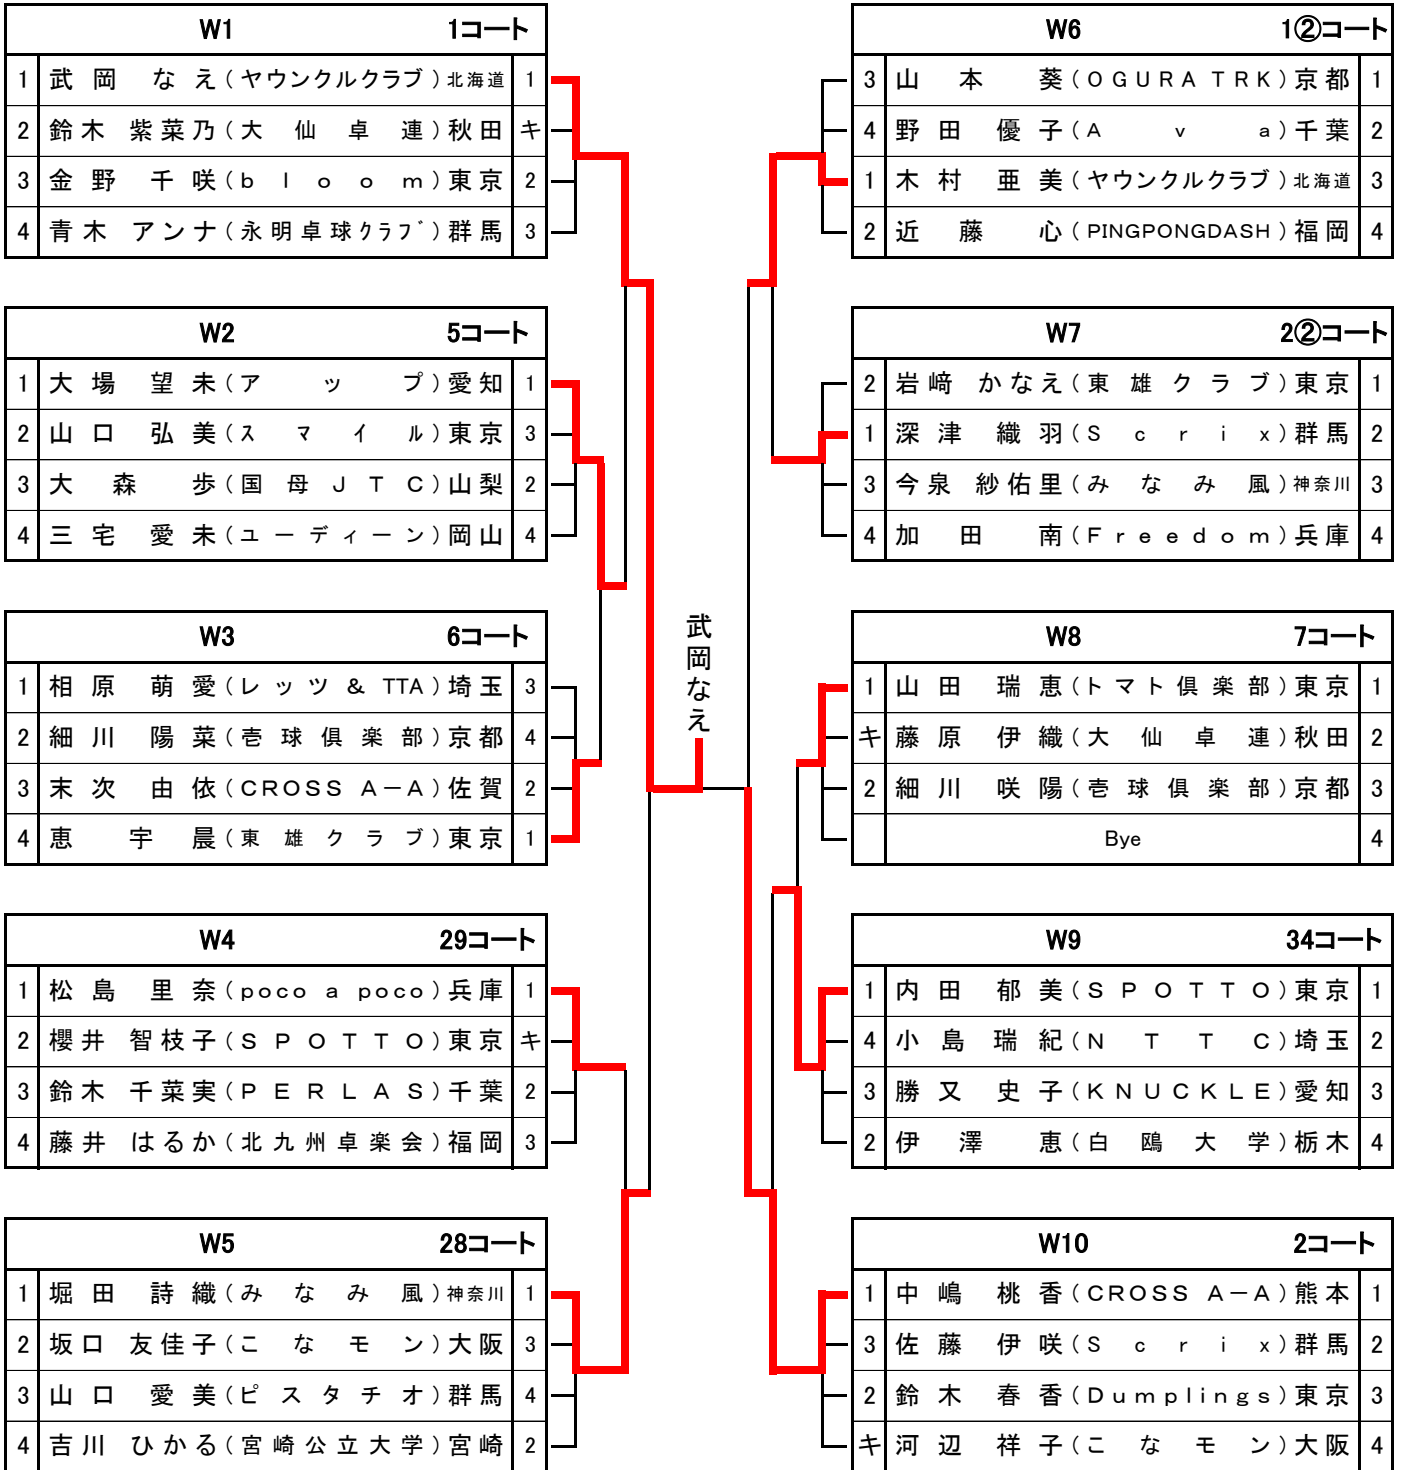 W1 1コート
1 武岡 なえ（ヤウンクルクラブ）北海道 1
2 鈴木 紫菜乃（大仙卓連）秋田 キ
3 金野 千咲（bloom）東京 2
4 青木 アンナ（永明卓球クラブ）群馬 3
W2 5コート
1 大場 望未（アップ）愛知 1
2 山口 弘美（スマイル）東京 3
3 大森 歩（国母JTC）山梨 2
4 三宅 愛未（ユーディーン）岡山 4
W3 6コート
1 相原 萌愛（レッツ&TTA）埼玉 3
2 細川 陽菜（壱球倶楽部）京都 4
3 末次 由依（CROSS A－A）佐賀 2
4 恵 宇晨（東雄クラブ）東京 1
W4 29コート
1 松島 里奈（poco a poco）兵庫 1
2 櫻井 智枝子（SPOTTO）東京 キ
3 鈴木 千菜実（PERLAS）千葉 2
4 藤井 はるか（北九州卓楽会）福岡 3
W5 28コート
1 堀田 詩織（みなみ風）神奈川 1
2 坂口 友佳子（こなモン）大阪 3
3 山口 愛美（ピスタチオ）群馬 4
4 吉川 ひかる（宮崎公立大学）宮崎 2
武岡なえ
W6 1②コート
3 山本 葵（OGURA TRK）京都 1
4 野田 優子（Ava）千葉 2
1 木村 亜美（ヤウンクルクラブ）北海道 3
2 近藤 心（PINGPONGDASH）福岡 4
W7 2②コート
2 岩﨑 かなえ（東雄クラブ）東京 1
1 深津 織羽（Scrix）群馬 2
3 今泉 紗佑里（みなみ風）神奈川 3
4 加田 南（Freedom）兵庫 4
W8 7コート
1 山田 瑞恵（トマト倶楽部）東京 1
キ 藤原 伊織（大仙卓連）秋田 2
2 細川 咲陽（壱球倶楽部）京都 3
Bye 4
W9 34コート
1 内田 郁美（SPOTTO）東京 1
4 小島 瑞紀（NTTC）埼玉 2
3 勝又 史子（KNUCKLE）愛知 3
2 伊澤 恵（白鴎大学）栃木 4
W10 2コート
1 中嶋 桃香（CROSS A－A）熊本 1
3 佐藤 伊咲（Scrix）群馬 2
2 鈴木 春香（Dumplings）東京 3
キ 河辺 祥子（こなモン）大阪 4